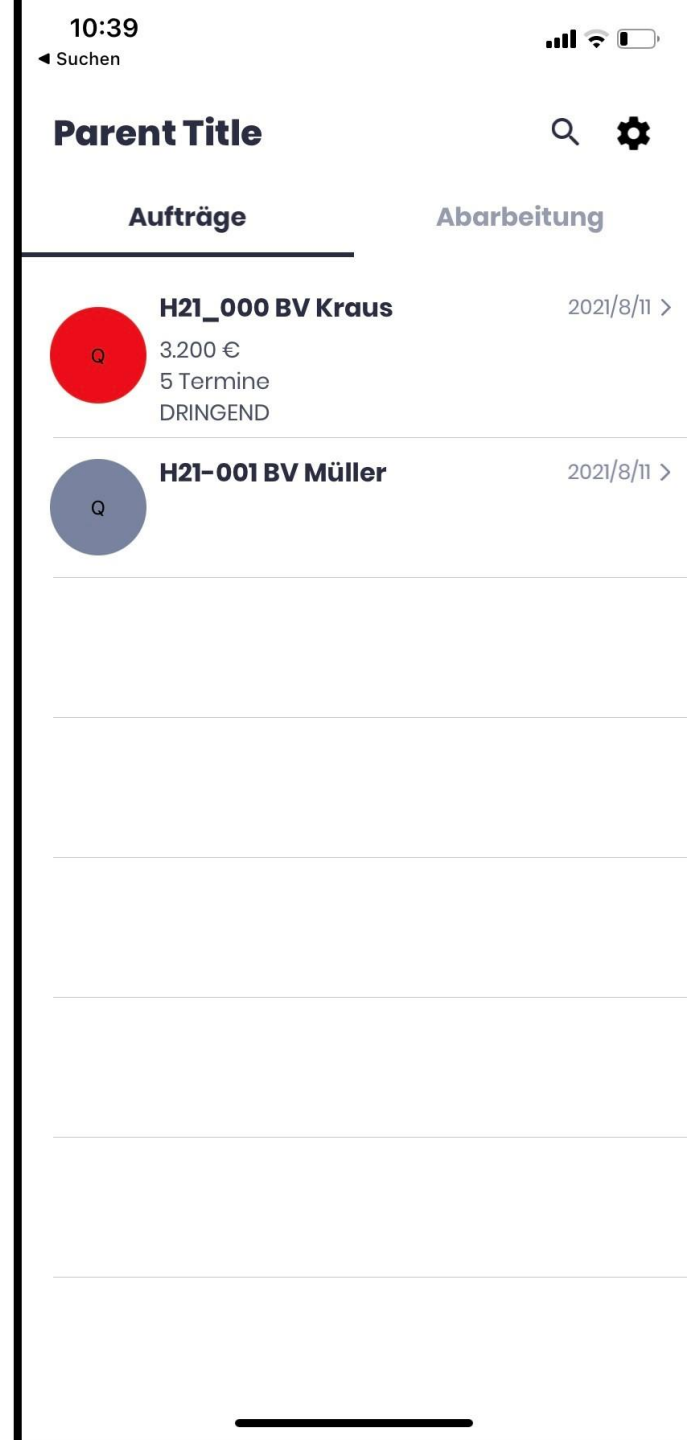 10:39
◀ Suchen
Parent Title
Aufträge Abarbeitung
H21_000 BV Kraus 2021/8/11 >
Q
3.200 €
5 Termine
DRINGEND
H21-001 BV Müller 2021/8/11 >
Q